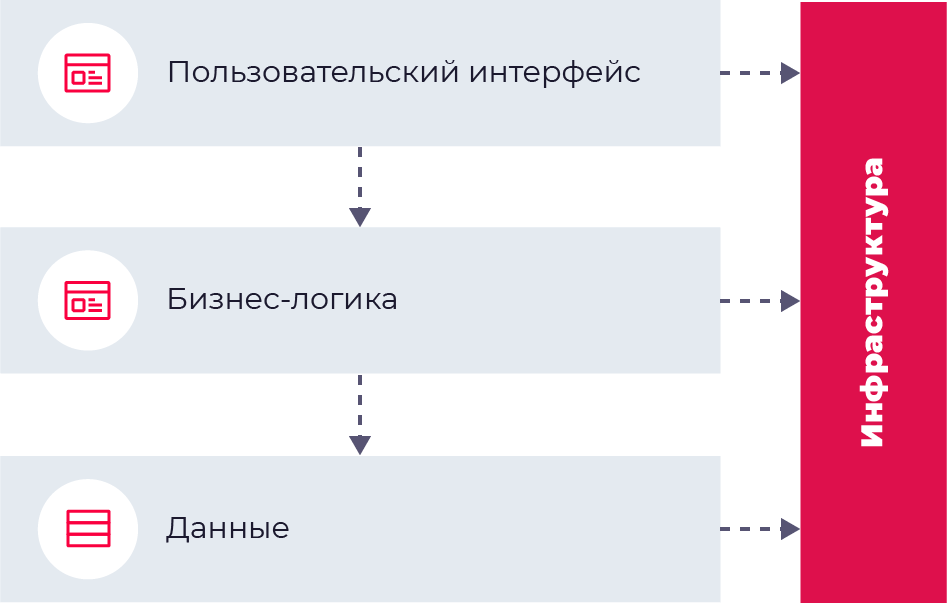 Пользовательский интерфейс
Бизнес-логика
Данные
Инфраструктура